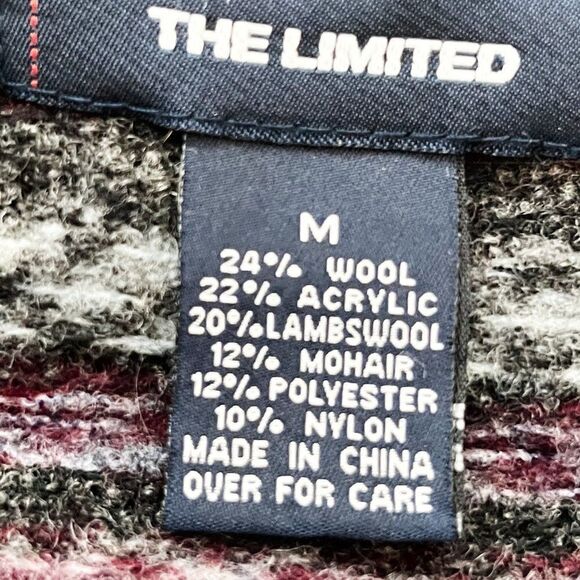 THE LIMITED
M
24% WOOL
22% ACRYLIC
20%LAMBSWOOL
12% MOHAIR
12% POLYESTER
10% NYLON
MADE IN CHINA
OVER FOR CARE